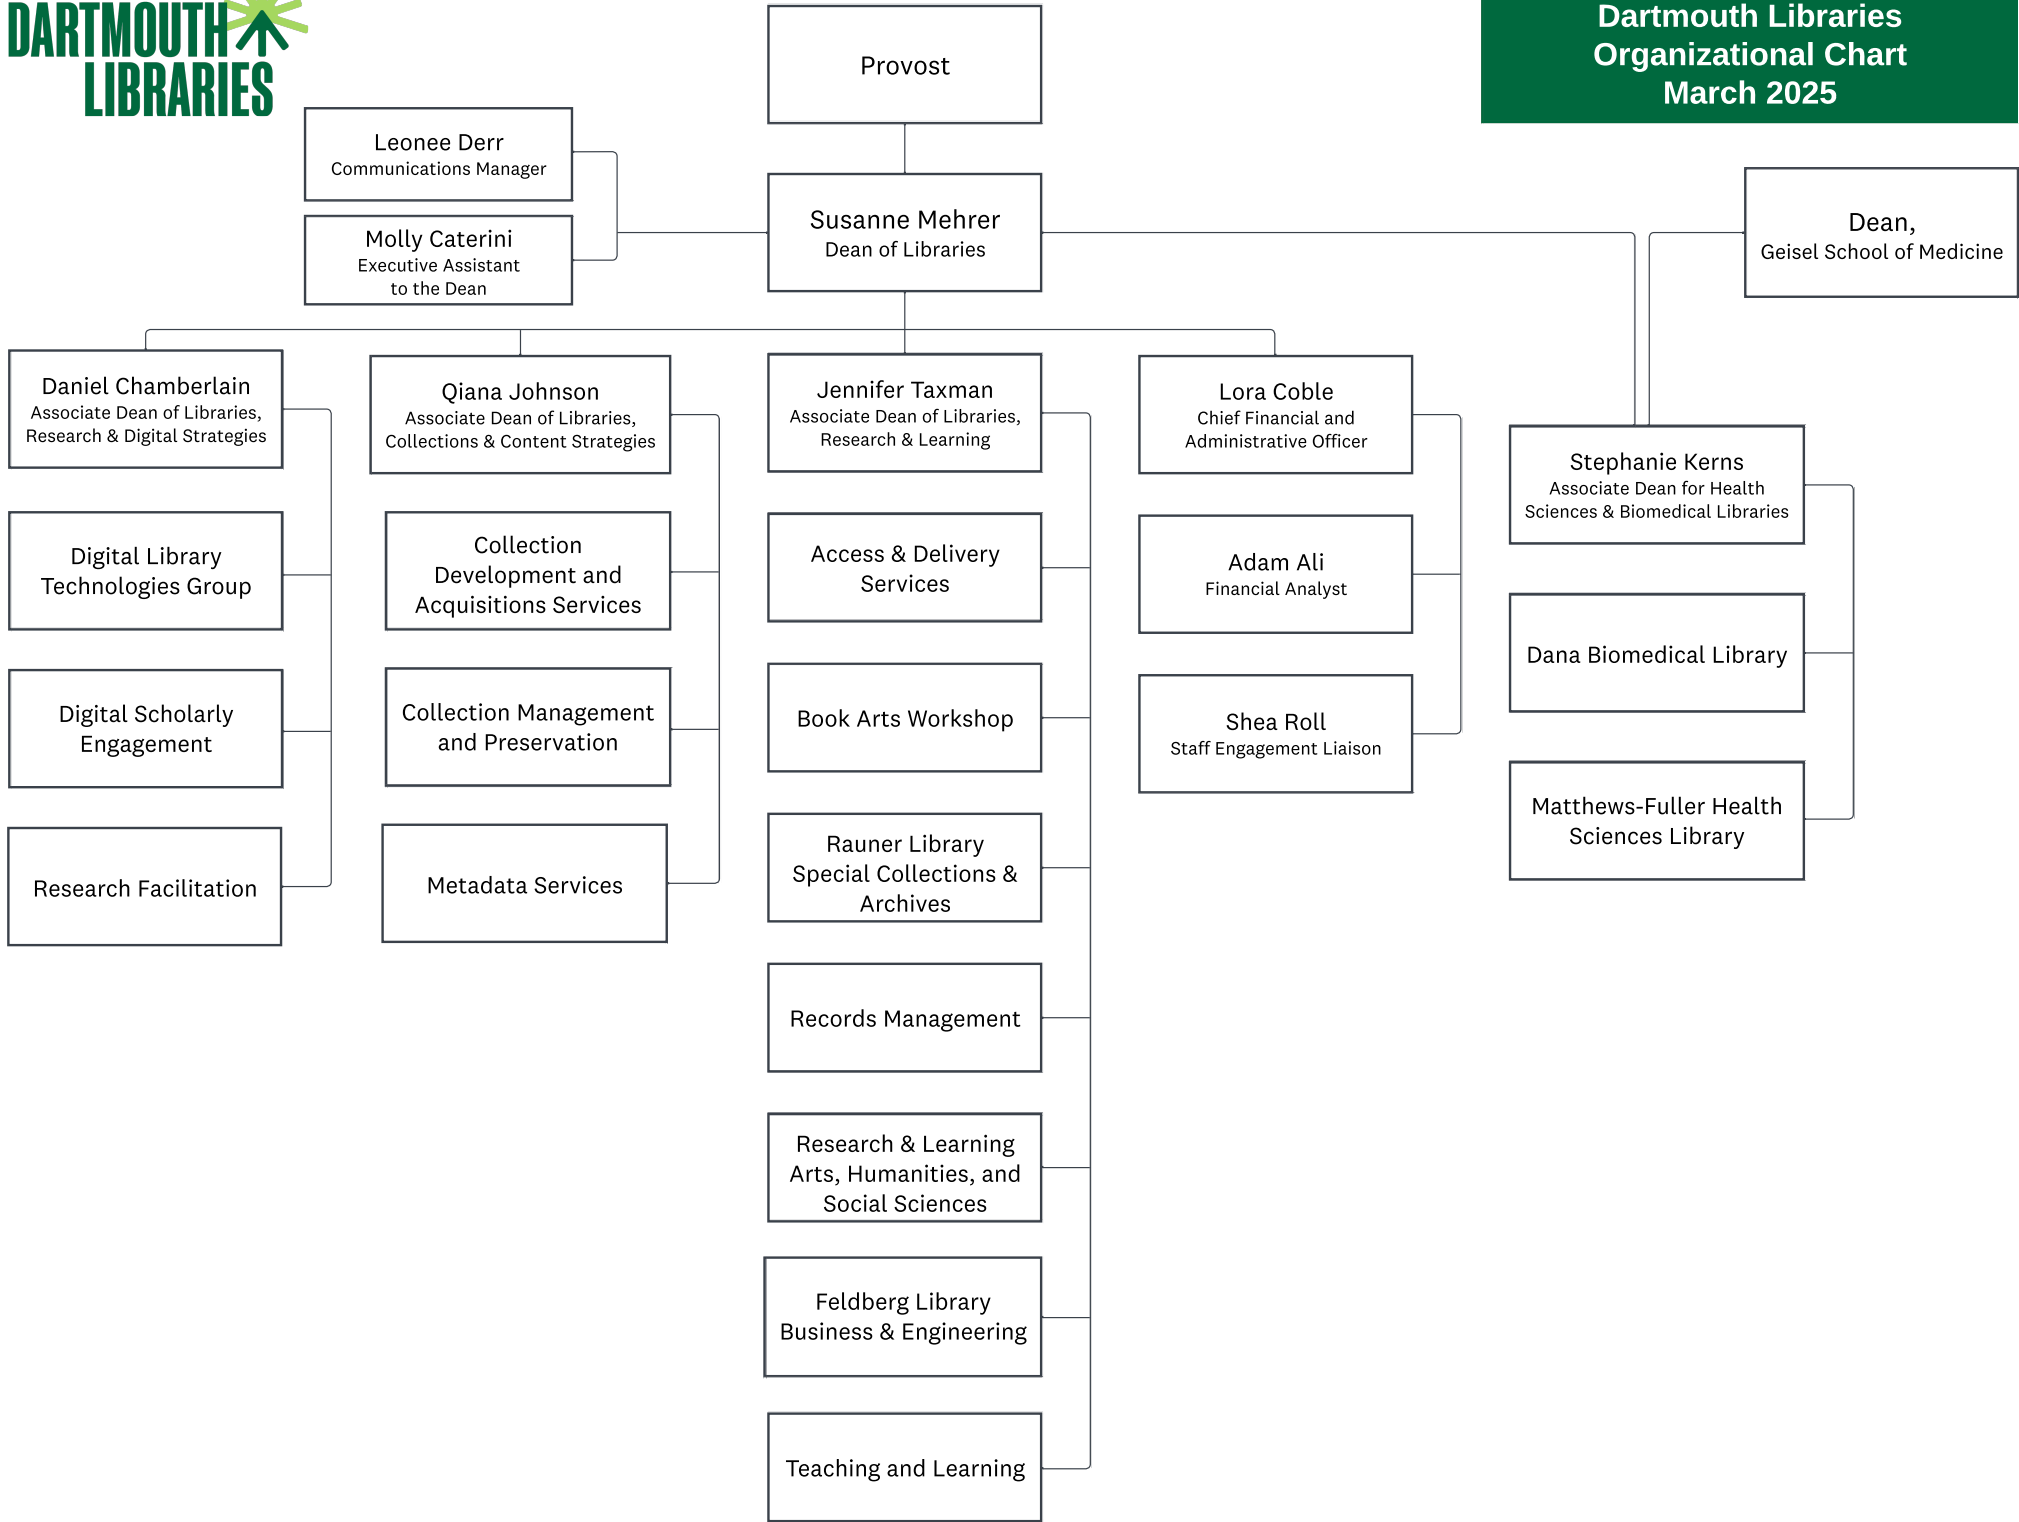 DARTMOUTH
LIBRARIES
Dartmouth Libraries
Organizational Chart
March 2025
Provost
Leonee Derr
Communications Manager
Molly Caterini
Executive Assistant
to the Dean
Susanne Mehrer
Dean of Libraries
Dean,
Geisel School of Medicine
Daniel Chamberlain
Associate Dean of Libraries,
Research & Digital Strategies
Digital Library
Technologies Group
Digital Scholarly
Engagement
Research Facilitation
Qiana Johnson
Associate Dean of Libraries,
Collections & Content Strategies
Collection
Development and
Acquisitions Services
Collection Management
and Preservation
Metadata Services
Jennifer Taxman
Associate Dean of Libraries,
Research & Learning
Access & Delivery
Services
Book Arts Workshop
Rauner Library
Special Collections &
Archives
Records Management
Research & Learning
Arts, Humanities, and
Social Sciences
Feldberg Library
Business & Engineering
Teaching and Learning
Lora Coble
Chief Financial and
Administrative Officer
Adam Ali
Financial Analyst
Shea Roll
Staff Engagement Liaison
Stephanie Kerns
Associate Dean for Health
Sciences & Biomedical Libraries
Dana Biomedical Library
Matthews-Fuller Health
Sciences Library